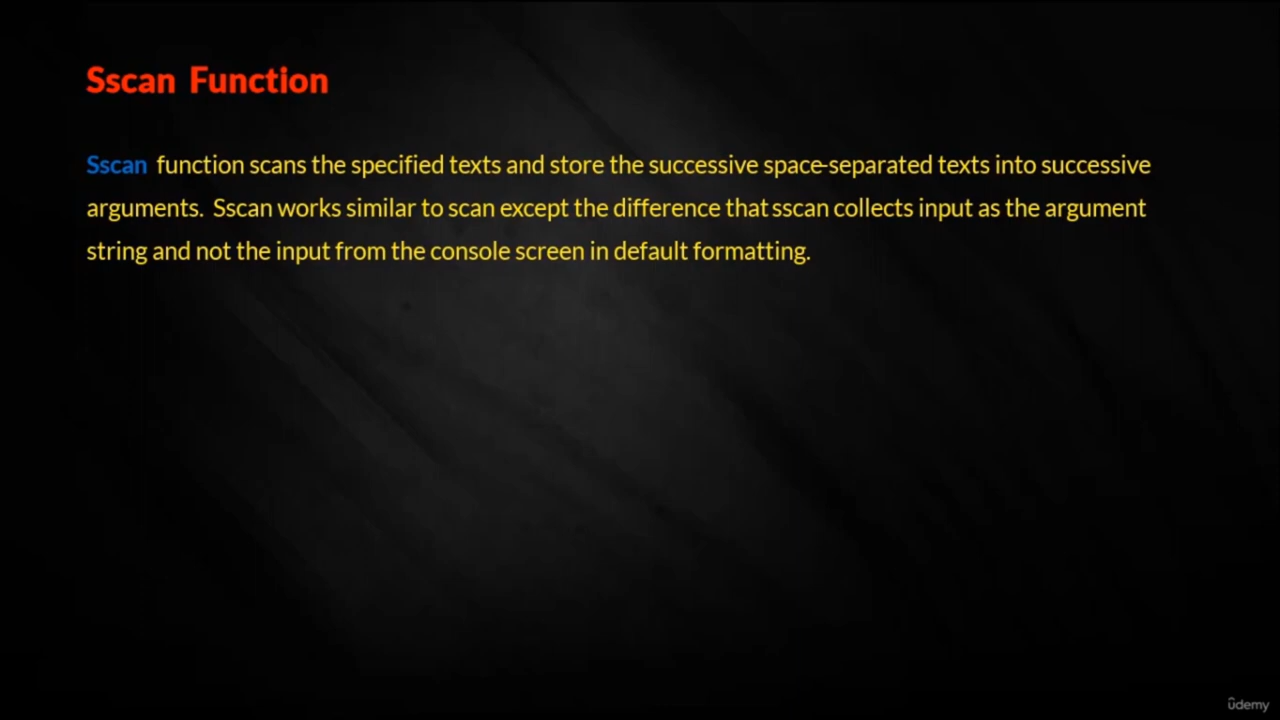 Sscan Function
Sscan function scans the specified texts and store the successive space-separated texts into successive
arguments. Sscan works similar to scan except the difference that sscan collects input as the argument
string and not the input from the console screen in default formatting.
ûdemy